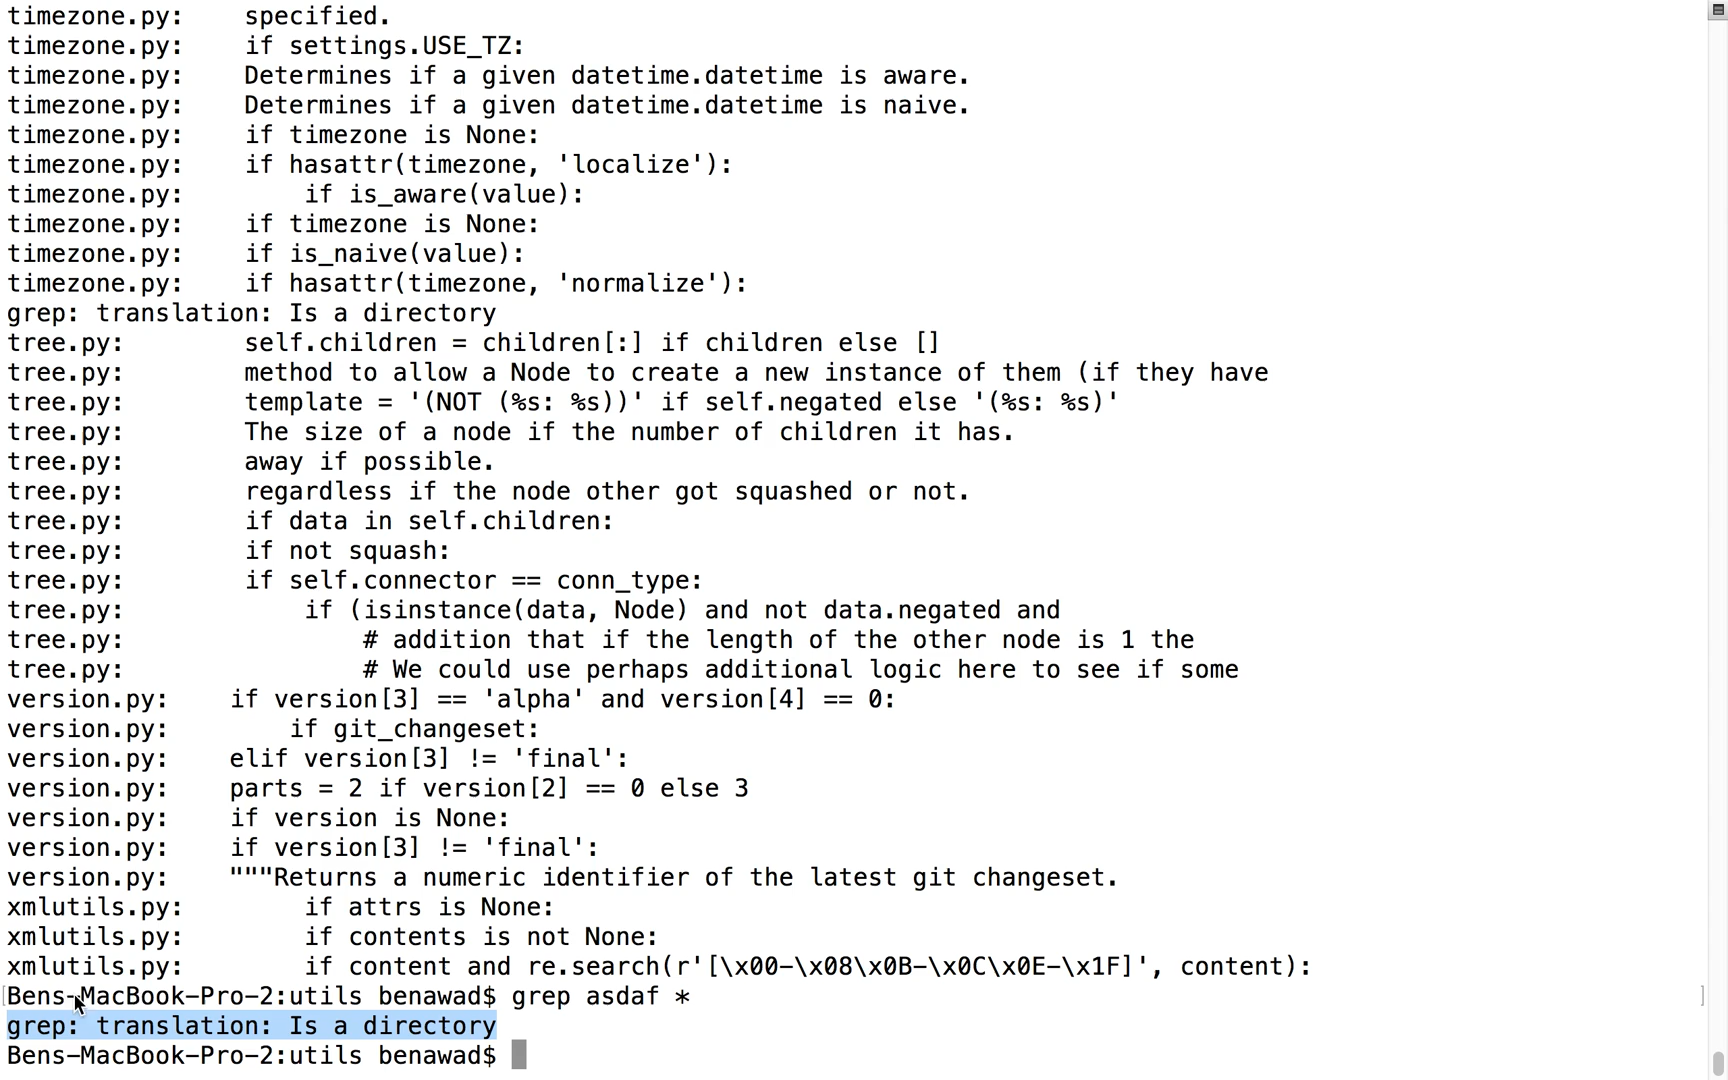 timezone.py:    specified.
timezone.py:    if settings.USE_TZ:
timezone.py:    Determines if a given datetime.datetime is aware.
timezone.py:    Determines if a given datetime.datetime is naive.
timezone.py:    if timezone is None:
timezone.py:    if hasattr(timezone, 'localize'):
timezone.py:        if is_aware(value):
timezone.py:    if timezone is None:
timezone.py:    if is_naive(value):
timezone.py:    if hasattr(timezone, 'normalize'):
grep: translation: Is a directory
tree.py:        self.children = children[:] if children else []
tree.py:        method to allow a Node to create a new instance of them (if they have
tree.py:        template = '(NOT (%s: %s))' if self.negated else '(%s: %s)'
tree.py:        The size of a node if the number of children it has.
tree.py:        away if possible.
tree.py:        regardless if the node other got squashed or not.
tree.py:        if data in self.children:
tree.py:        if not squash:
tree.py:        if self.connector == conn_type:
tree.py:            if (isinstance(data, Node) and not data.negated and
tree.py:                # addition that if the length of the other node is 1 the
tree.py:                # We could use perhaps additional logic here to see if some
version.py:    if version[3] == 'alpha' and version[4] == 0:
version.py:        if git_changeset:
version.py:    elif version[3] != 'final':
version.py:    parts = 2 if version[2] == 0 else 3
version.py:    if version is None:
version.py:    if version[3] != 'final':
version.py:    """Returns a numeric identifier of the latest git changeset.
xmlutils.py:        if attrs is None:
xmlutils.py:        if contents is not None:
xmlutils.py:        if content and re.search(r'[\x00-\x08\x0B-\x0C\x0E-\x1F]', content):
[Bens-MacBook-Pro-2:utils benawad$ grep asdaf * ]
grep: translation: Is a directory
Bens-MacBook-Pro-2:utils benawad$